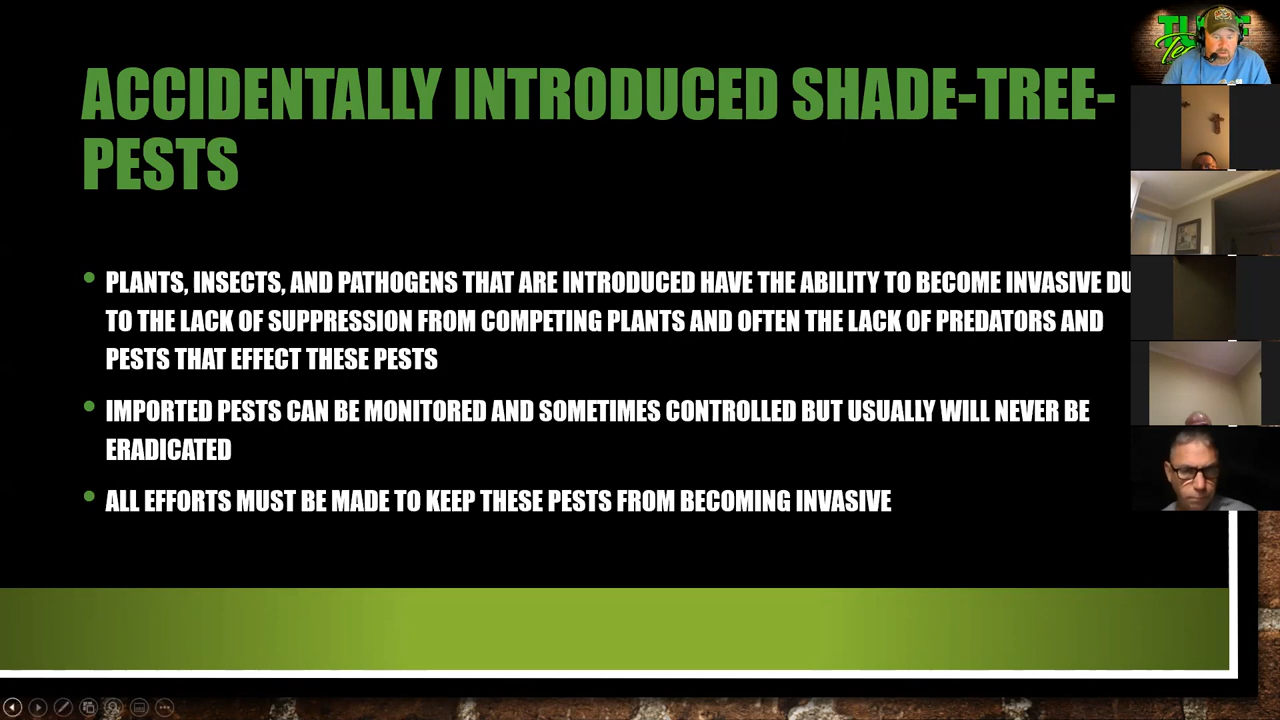 ACCIDENTALLY INTRODUCED SHADE-TREE-
PESTS
PLANTS, INSECTS, AND PATHOGENS THAT ARE INTRODUCED HAVE THE ABILITY TO BECOME INVASIVE DU
TO THE LACK OF SUPPRESSION FROM COMPETING PLANTS AND OFTEN THE LACK OF PREDATORS AND
PESTS THAT EFFECT THESE PESTS
IMPORTED PESTS CAN BE MONITORED AND SOMETIMES CONTROLLED BUT USUALLY WILL NEVER BE
ERADICATED
ALL EFFORTS MUST BE MADE TO KEEP THESE PESTS FROM BECOMING INVASIVE